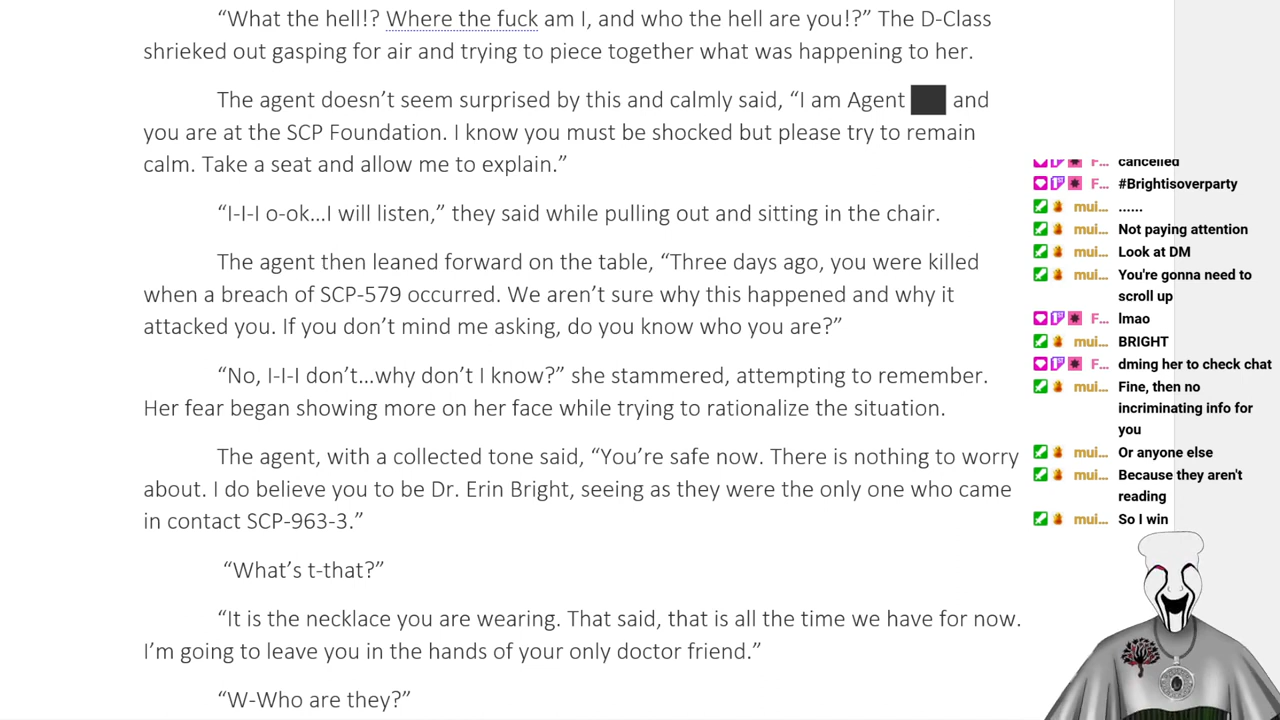 “What the hell!? Where the fuck am I, and who the hell are you!?” The D-Class
shrieked out gasping for air and trying to piece together what was happening to her.
The agent doesn’t seem surprised by this and calmly said, “I am Agent and
you are at the SCP Foundation. I know you must be shocked but please try to remain
calm. Take a seat and allow me to explain.”
“I-I-I o-ok...I will listen,” they said while pulling out and sitting in the chair.
The agent then leaned forward on the table, “Three days ago, you were killed
when a breach of SCP-579 occurred. We aren’t sure why this happened and why it
attacked you. If you don’t mind me asking, do you know who you are?”
“No, I-I-I don’t...why don’t I know?” she stammered, attempting to remember.
Her fear began showing more on her face while trying to rationalize the situation.
The agent, with a collected tone said, “You’re safe now. There is nothing to worry
about. I do believe you to be Dr. Erin Bright, seeing as they were the only one who came
in contact SCP-963-3.”
“What’s t-that?”
“It is the necklace you are wearing. That said, that is all the time we have for now.
I’m going to leave you in the hands of your only doctor friend.”
“W-Who are they?”
F... cancelled
F... #Brightisoverparty
mui... ......
mui... Not paying attention
mui... Look at DM
mui... You're gonna need to
scroll up
F... lmao
mui... BRIGHT
F... dming her to check chat
mui... Fine, then no
incriminating info for
you
mui... Or anyone else
mui... Because they aren't
reading
mui... So I win